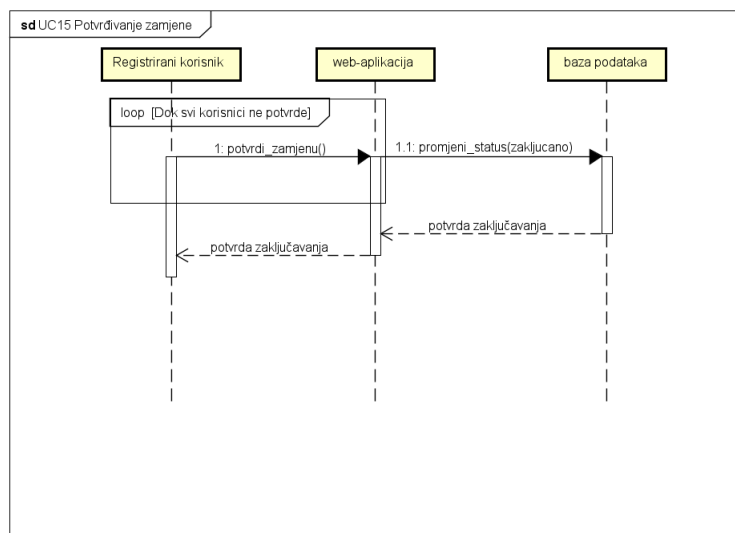 sd UC15 Potvrđivanje zamjene
Registrirani korisnik
web-aplikacija
baza podataka
loop [Dok svi korisnici ne potvrde]
1: potvrdi_zamjenu()
1.1: promjeni_status(zakljucano)
potvrda zaključavanja
potvrda zaključavanja